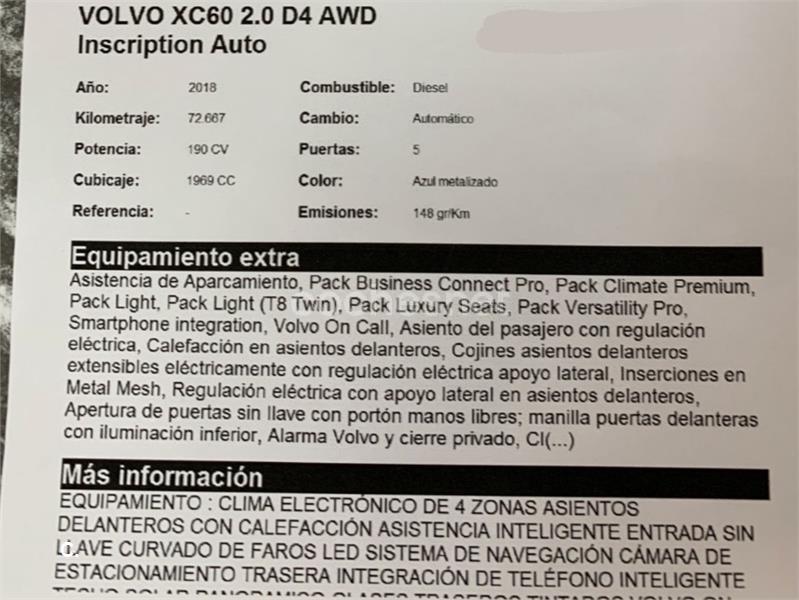 VOLVO XC60 2.0 D4 AWD
Inscription Auto
Año: 2018 Combustible: Diesel
Kilometraje: 72.667 Cambio: Automático
Potencia: 190 CV Puertas: 5
Cubicaje: 1969 CC Color: Azul metalizado
Referencia: - Emisiones: 148 gr/Km
Equipamiento extra
Asistencia de Aparcamiento, Pack Business Connect Pro, Pack Climate Premium,
Pack Light, Pack Light (T8 Twin), Pack Luxury Seats, Pack Versatility Pro,
Smartphone integration, Volvo On Call, Asiento del pasajero con regulación
eléctrica, Calefacción en asientos delanteros, Cojines asientos delanteros
extensibles eléctricamente con regulación eléctrica apoyo lateral, Inserciones en
Metal Mesh, Regulación eléctrica con apoyo lateral en asientos delanteros,
Apertura de puertas sin llave con portón manos libres; manilla puertas delanteras
con iluminación inferior, Alarma Volvo y cierre privado, Cl(...)
Más información
EQUIPAMIENTO : CLIMA ELECTRÓNICO DE 4 ZONAS ASIENTOS
DELANTEROS CON CALEFACCIÓN ASISTENCIA INTELIGENTE ENTRADA SIN
LLAVE CURVADO DE FAROS LED SISTEMA DE NAVEGACIÓN CÁMARA DE
ESTACIONAMIENTO TRASERA INTEGRACIÓN DE TELÉFONO INTELIGENTE
TECHO SOLAR PANORAMICO